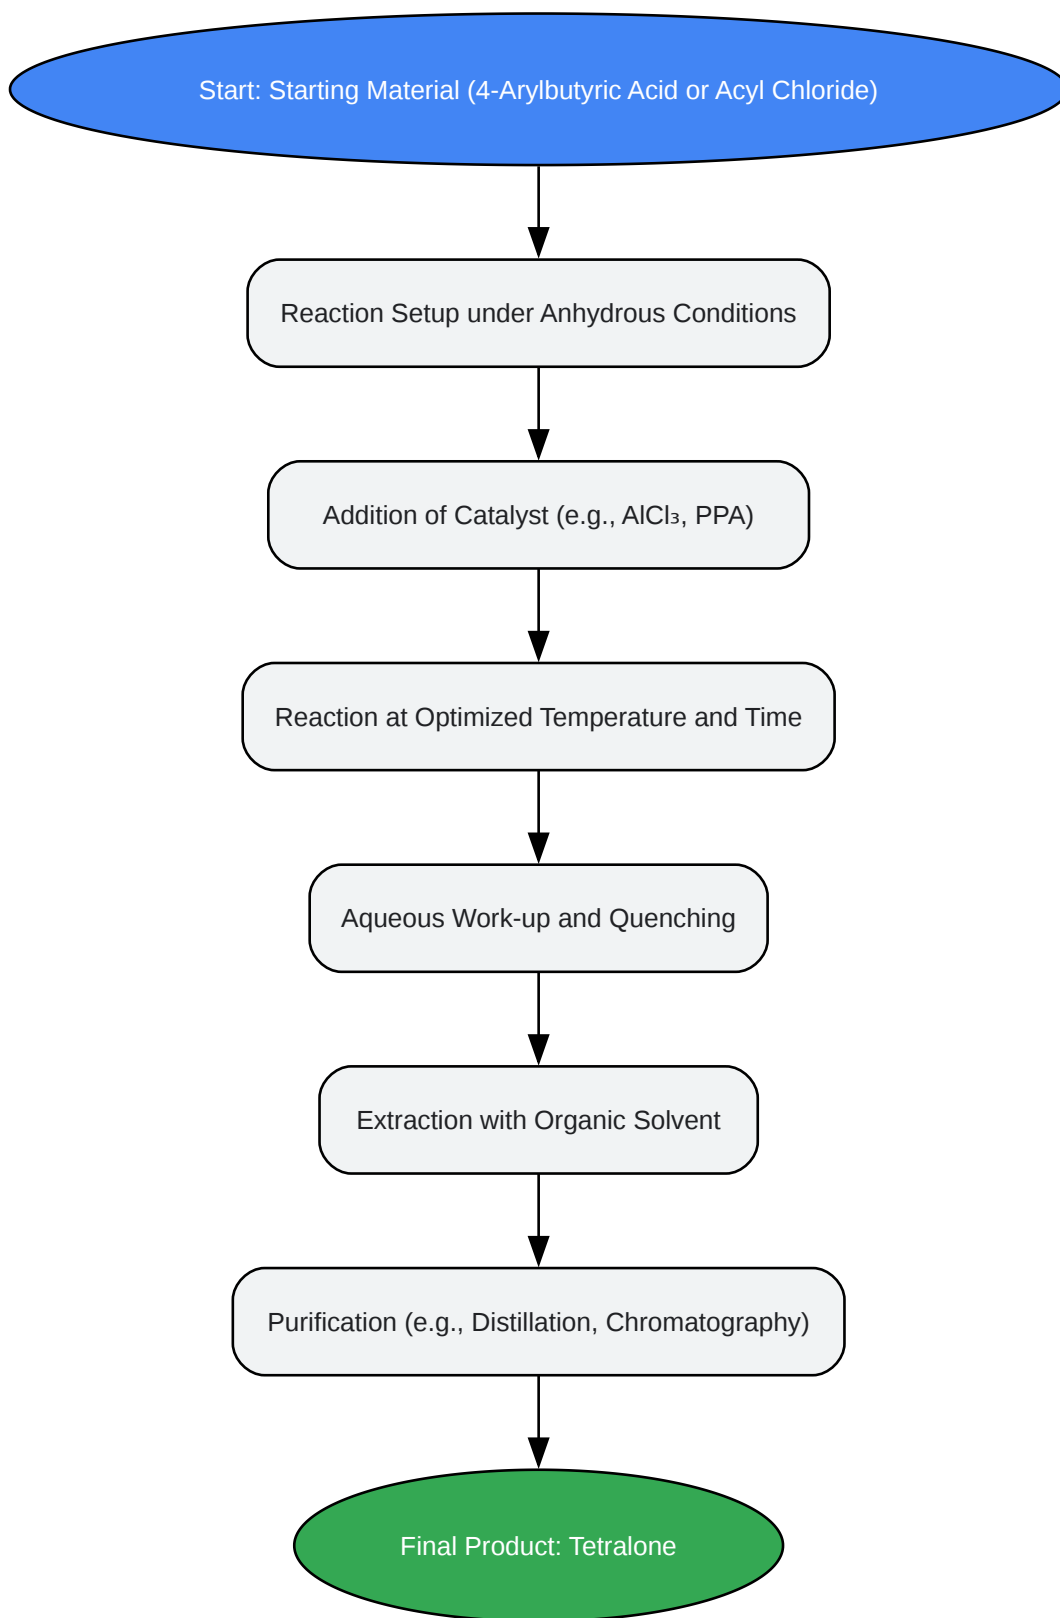 Start: Starting Material (4-Arylbutyric Acid or Acyl Chloride)
Reaction Setup under Anhydrous Conditions
Addition of Catalyst (e.g., AlCl₃, PPA)
Reaction at Optimized Temperature and Time
Aqueous Work-up and Quenching
Extraction with Organic Solvent
Purification (e.g., Distillation, Chromatography)
Final Product: Tetralone